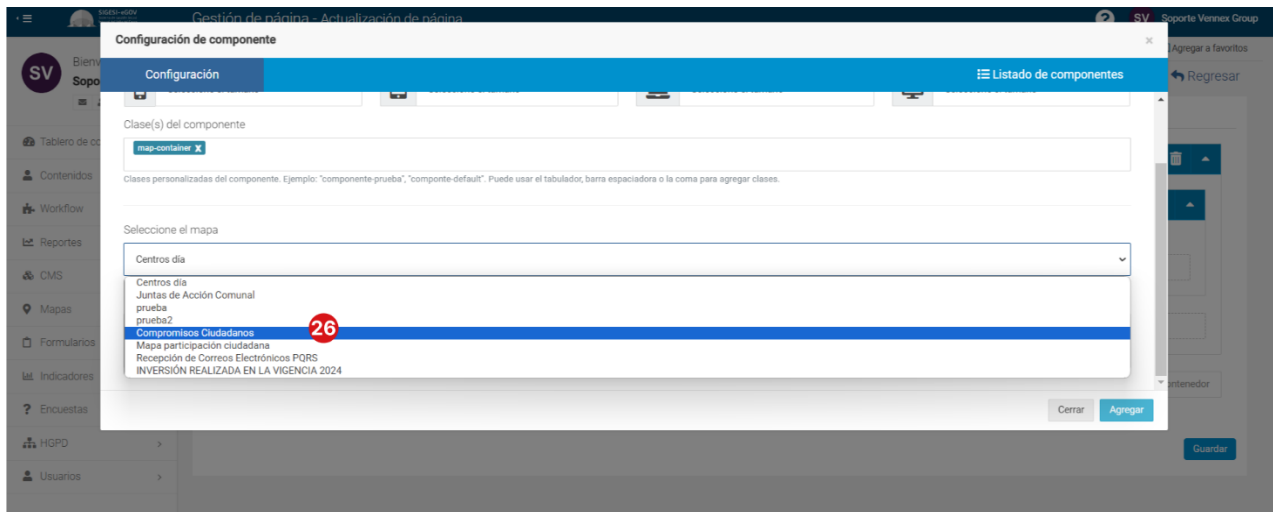 SIGESI-eGOV
Gestión de página - Actualización de página
? SV Soporte Vennex Group
Configuración de componente
×
Agregar a favoritos
SV
Bienv
Sopo
Configuración
Listado de componentes
Regresar
Clase(s) del componente
map-container X
Clases personalizadas del componente. Ejemplo: "componente-prueba", "componte-default". Puede usar el tabulador, barra espaciadora o la coma para agregar clases.
Tablero de co
Contenidos
Workflow
Reportes
CMS
Mapas
Formularios
Indicadores
? Encuestas
HGPD
Usuarios
Seleccione el mapa
Centros día
Centros día
Juntas de Acción Comunal
prueba
prueba2
Compromisos Ciudadanos
26
Mapa participación ciudadana
Recepción de Correos Electrónicos PQRS
INVERSIÓN REALIZADA EN LA VIGENCIA 2024
ontenedor
Cerrar
Agregar
Guardar